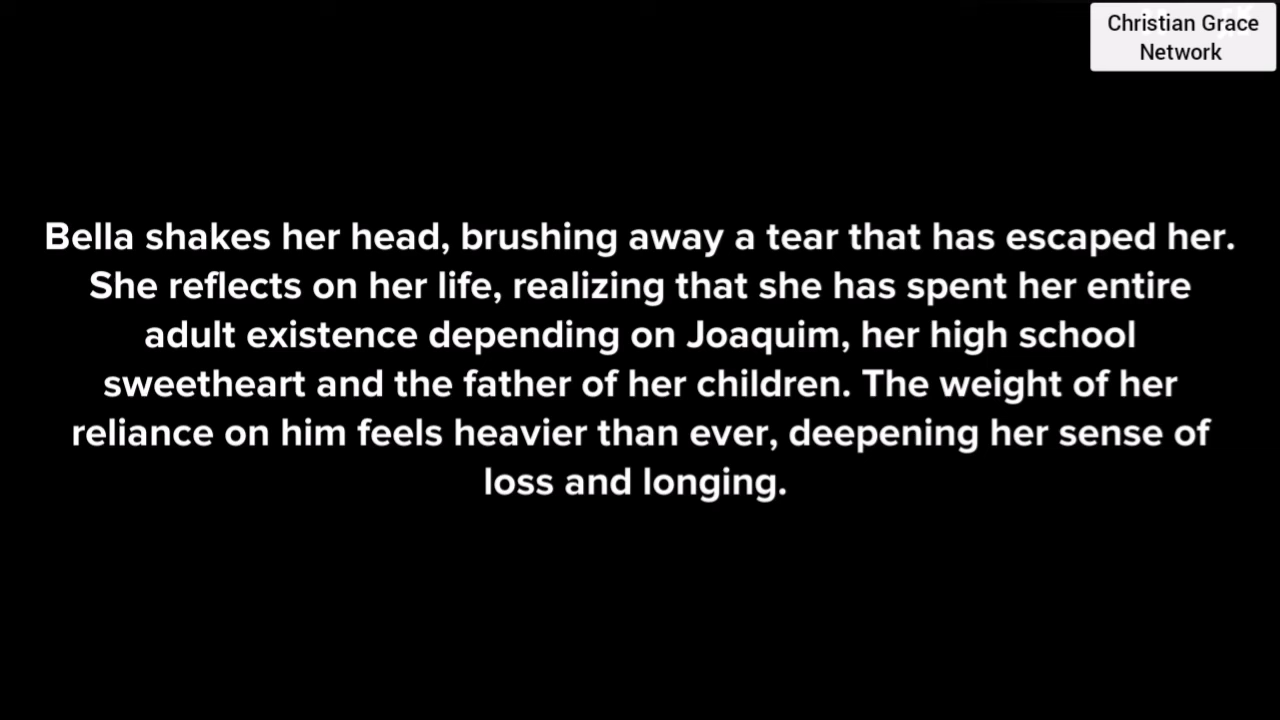 Christian Grace
Network
Bella shakes her head, brushing away a tear that has escaped her.
She reflects on her life, realizing that she has spent her entire
adult existence depending on Joaquim, her high school
sweetheart and the father of her children. The weight of her
reliance on him feels heavier than ever, deepening her sense of
loss and longing.